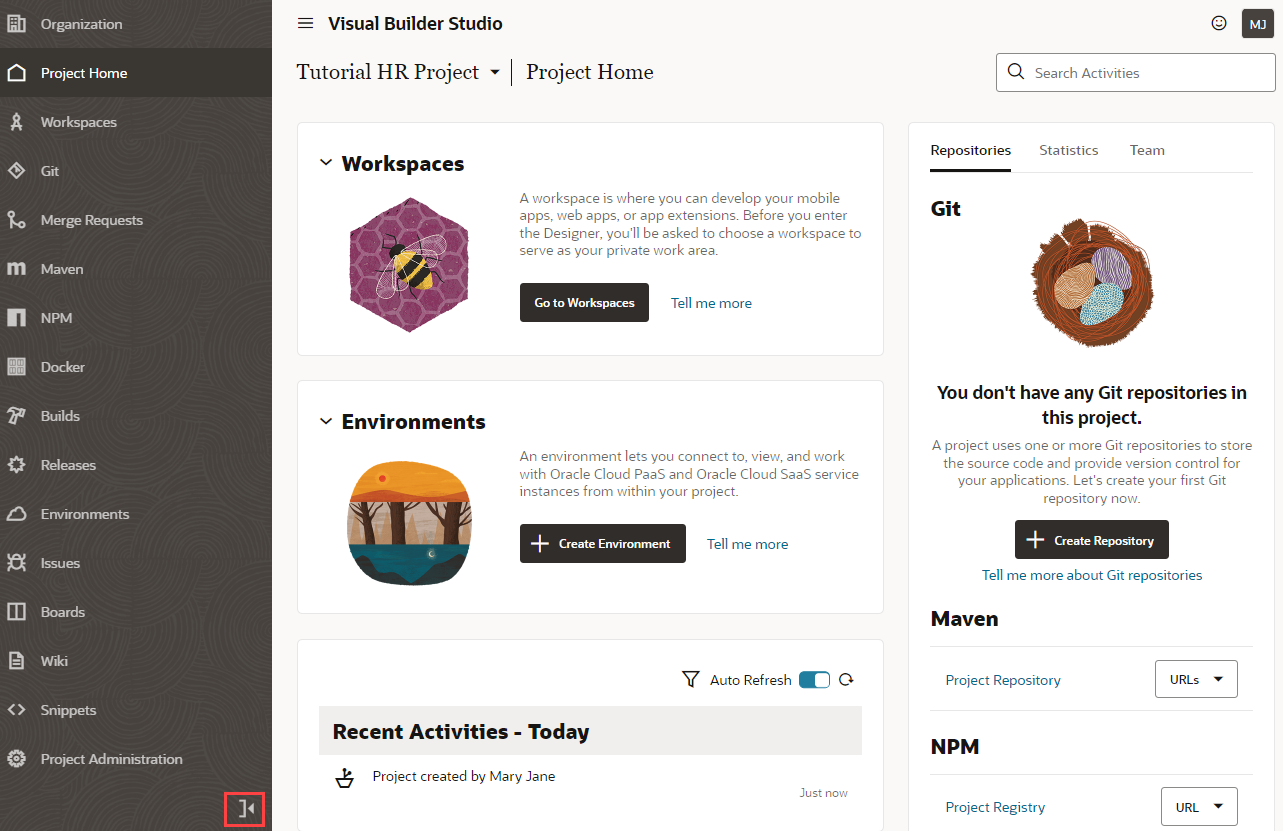 Organization
Project Home
Workspaces
Git
Merge Requests
Maven
NPM
Docker
Builds
Releases
Environments
Issues
Boards
Wiki
Snippets
Project Administration
Visual Builder Studio
MJ
Tutorial HR Project
Project Home
Search Activities
Workspaces
A workspace is where you can develop your mobile
apps, web apps, or app extensions. Before you enter
the Designer, you'll be asked to choose a workspace to
serve as your private work area.
Go to Workspaces
Tell me more
Environments
An environment lets you connect to, view, and work
with Oracle Cloud PaaS and Oracle Cloud SaaS service
instances from within your project.
Create Environment
Tell me more
Auto Refresh
Recent Activities - Today
Project created by Mary Jane
Just now
Repositories Statistics Team
Git
You don't have any Git repositories in
this project.
A project uses one or more Git repositories to store
the source code and provide version control for
your applications. Let's create your first Git
repository now.
Create Repository
Tell me more about Git repositories
Maven
Project Repository
URLs
NPM
Project Registry
URL